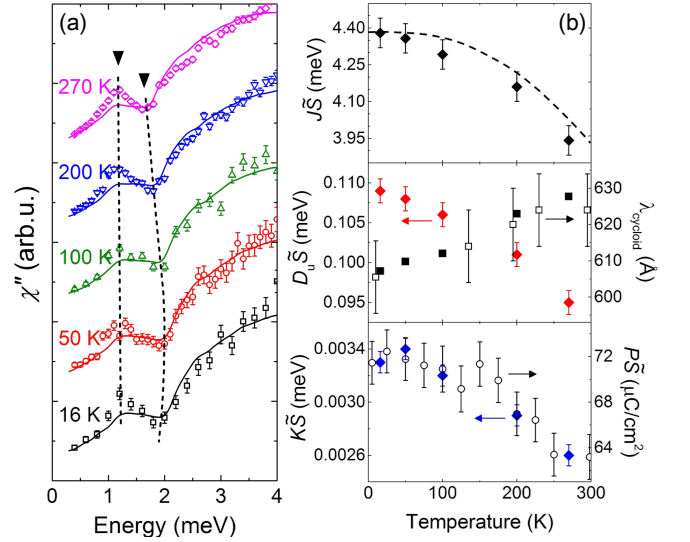 (a)
270 K
200 K
100 K
50 K
16 K
χ″ (arb.u.)
0 1 2 3 4
Energy (meV)
(b)
JS̃ (meV)
4.40
4.25
4.10
3.95
D_uS̃ (meV)
0.110
0.105
0.100
0.095
630
620
610
600
λ_cycloid (Å)
KS̃ (meV)
0.0034
0.0030
0.0026
72
68
64
PS̃ (μC/cm²)
0 100 200 300
Temperature (K)